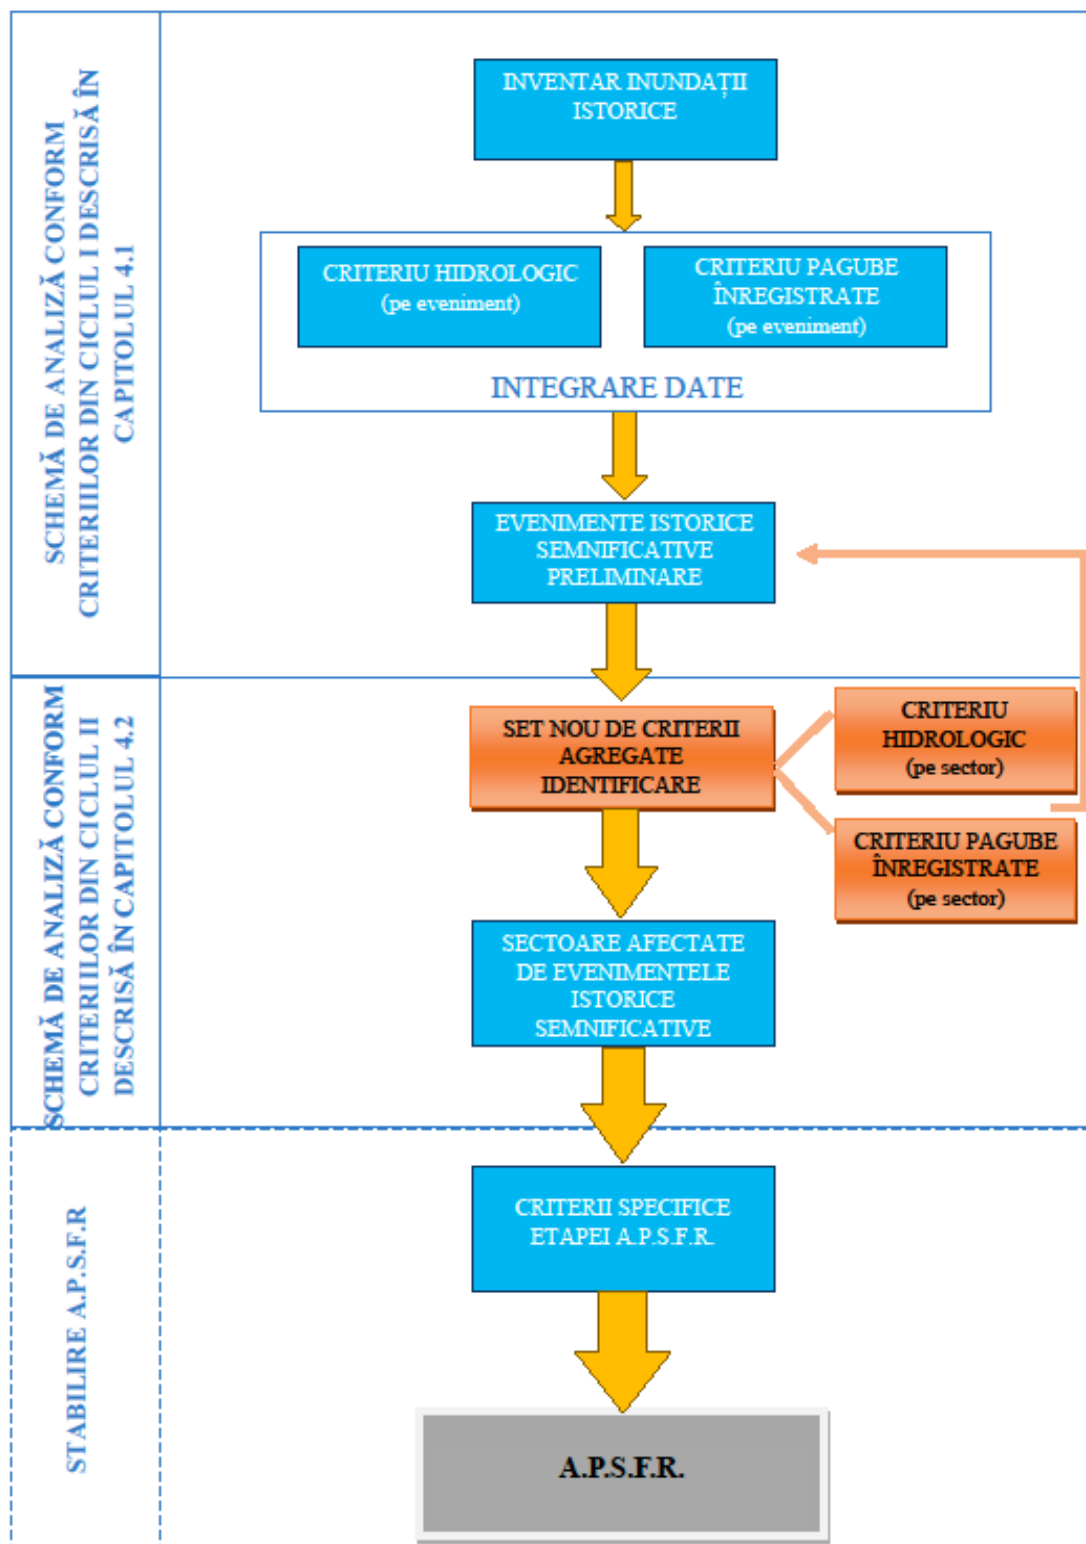 SCHEMĂ DE ANALIZĂ CONFORM
CRITERIILOR DIN CICLUL I DESCRISĂ ÎN
CAPITOLUL 4.1
INVENTAR INUNDAȚII
ISTORICE
CRITERIU HIDROLOGIC
(pe eveniment)
CRITERIU PAGUBE
ÎNREGISTRATE
(pe eveniment)
INTEGRARE DATE
EVENIMENTE ISTORICE
SEMNIFICATIVE
PRELIMINARE
SCHEMĂ DE ANALIZĂ CONFORM
CRITERIILOR DIN CICLUL II
DESCRISĂ ÎN CAPITOLUL 4.2
SET NOU DE CRITERII
AGREGATE
IDENTIFICARE
CRITERIU
HIDROLOGIC
(pe sector)
CRITERIU PAGUBE
ÎNREGISTRATE
(pe sector)
SECTOARE AFECTATE
DE EVENIMENTELE
ISTORICE
SEMNIFICATIVE
STABILIRE A.P.S.F.R
CRITERII SPECIFICE
ETAPEI A.P.S.F.R.
A.P.S.F.R.